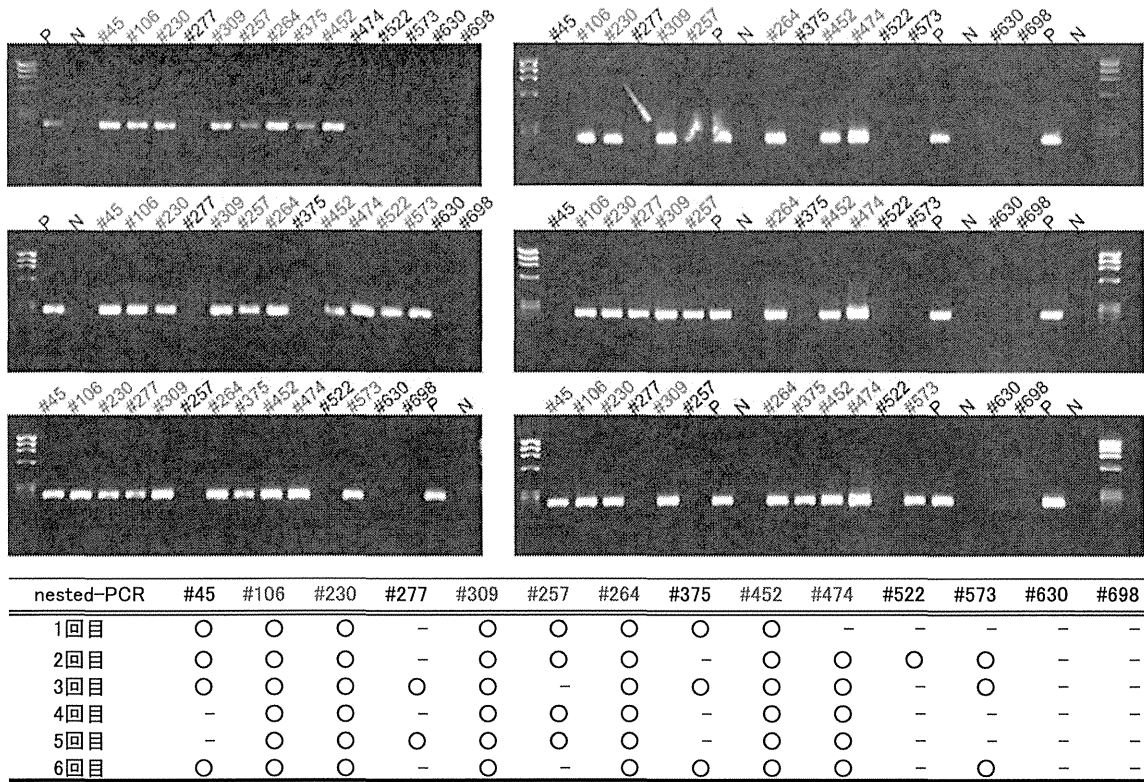 P N #45 #106 #230 #277 #309 #257 #264 #375 #452 #474 #522 #573 #630 #698
#45 #106 #230 #277 #309 #257 P N #264 #375 #452 #474 #522 #573 P N #630 #698 P N
P N #45 #106 #230 #277 #309 #257 #264 #375 #452 #474 #522 #573 #630 #698
#45 #106 #230 #277 #309 #257 P N #264 #375 #452 #474 #522 #573 P N #630 #698 P N
#45 #106 #230 #277 #309 #257 #264 #375 #452 #474 #522 #573 #630 #698 P N
#45 #106 #230 #277 #309 #257 P N #264 #375 #452 #474 #522 #573 P N #630 #698 P N
nested-PCR #45 #106 #230 #277 #309 #257 #264 #375 #452 #474 #522 #573 #630 #698
1回目 ○ ○ ○ - ○ ○ ○ ○ ○ - - - - -
2回目 ○ ○ ○ - ○ ○ ○ - ○ ○ ○ ○ - -
3回目 ○ ○ ○ ○ ○ - ○ ○ ○ ○ - ○ - -
4回目 - ○ ○ - ○ ○ ○ - ○ ○ - - - -
5回目 - ○ ○ ○ ○ ○ ○ - ○ ○ - - - -
6回目 ○ ○ ○ - ○ - ○ ○ ○ ○ - ○ - -